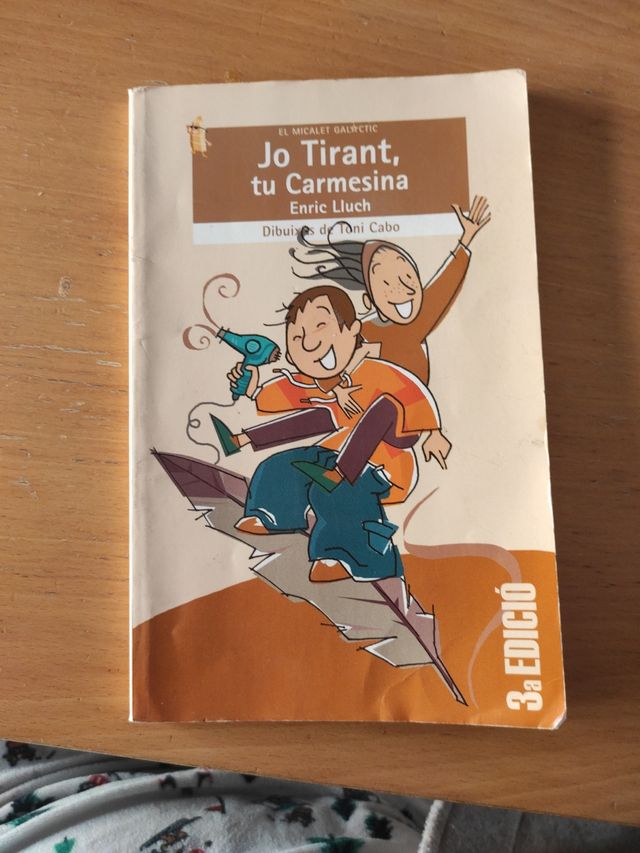 EL MICALET GALÀCTIC
Jo Tirant,
tu Carmesina
Enric Lluch
Dibuixos de Toni Cabo
3a EDICIÓ